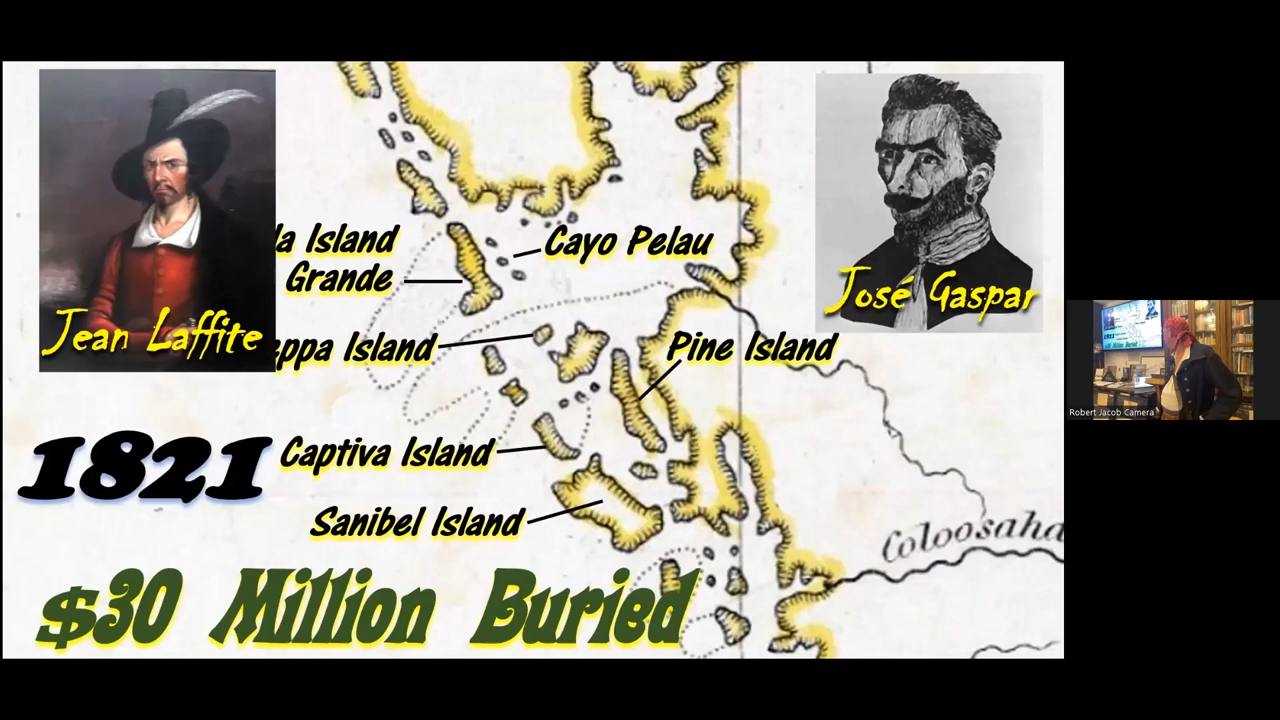 la Island
Grande
Cayo Pelau
José Gaspar
Jean Laffite
ppa Island
Pine Island
1821
Captiva Island
Sanibel Island
Coloosaha
$30 Million Buried
Robert Jacob Camera